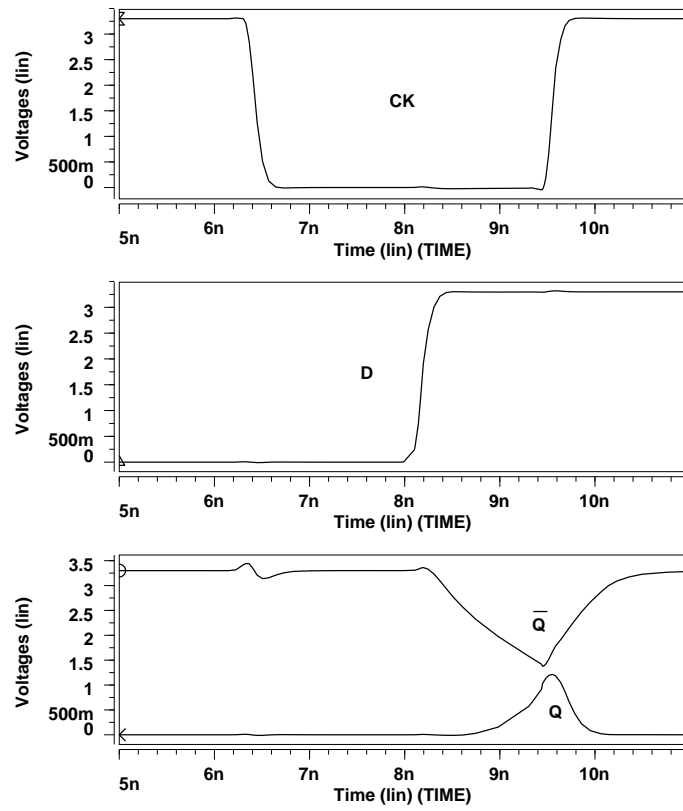 Voltages (lin)
3
2.5
2
1.5
1
500m
0
CK
5n
6n
7n
8n
9n
10n
Time (lin) (TIME)
Voltages (lin)
3
2.5
2
1.5
1
500m
0
D
5n
6n
7n
8n
9n
10n
Time (lin) (TIME)
Voltages (lin)
3.5
3
2.5
2
1.5
1
500m
0
Q̅
Q
5n
6n
7n
8n
9n
10n
Time (lin) (TIME)